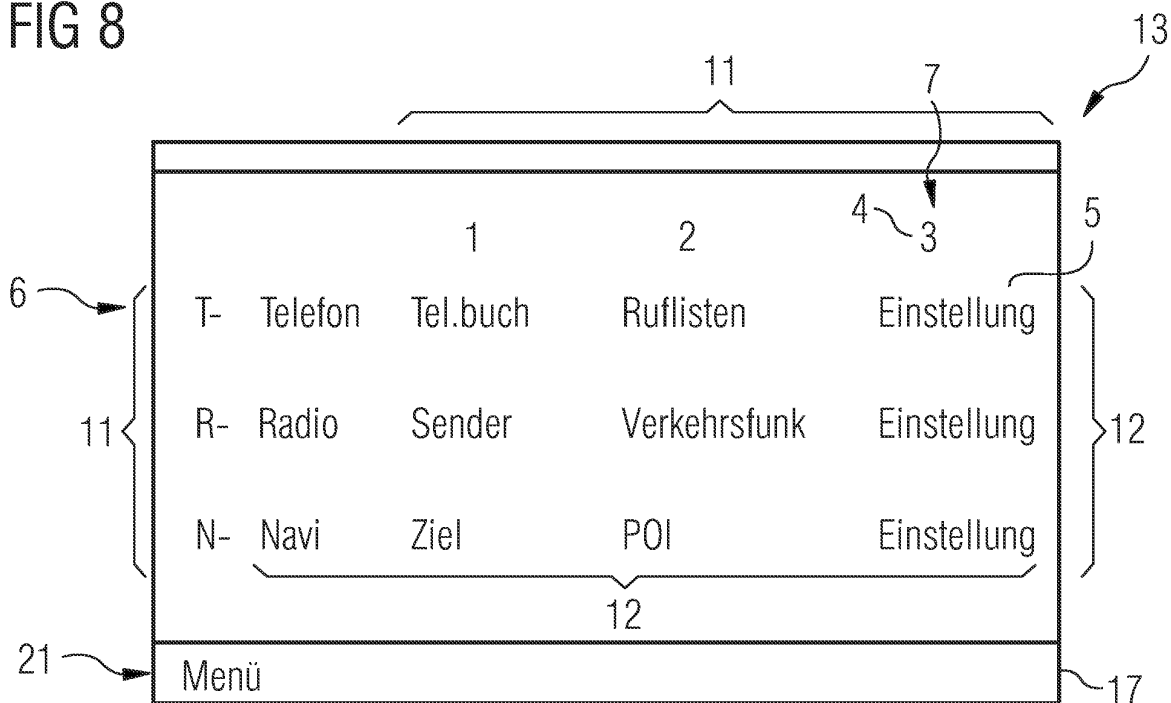 FIG 8
13
11 7
4 3 5
1 2
6 T- Telefon Tel.buch Ruflisten Einstellung
11 R- Radio Sender Verkehrsfunk Einstellung 12
N- Navi Ziel POI Einstellung
12
21 Menü 17